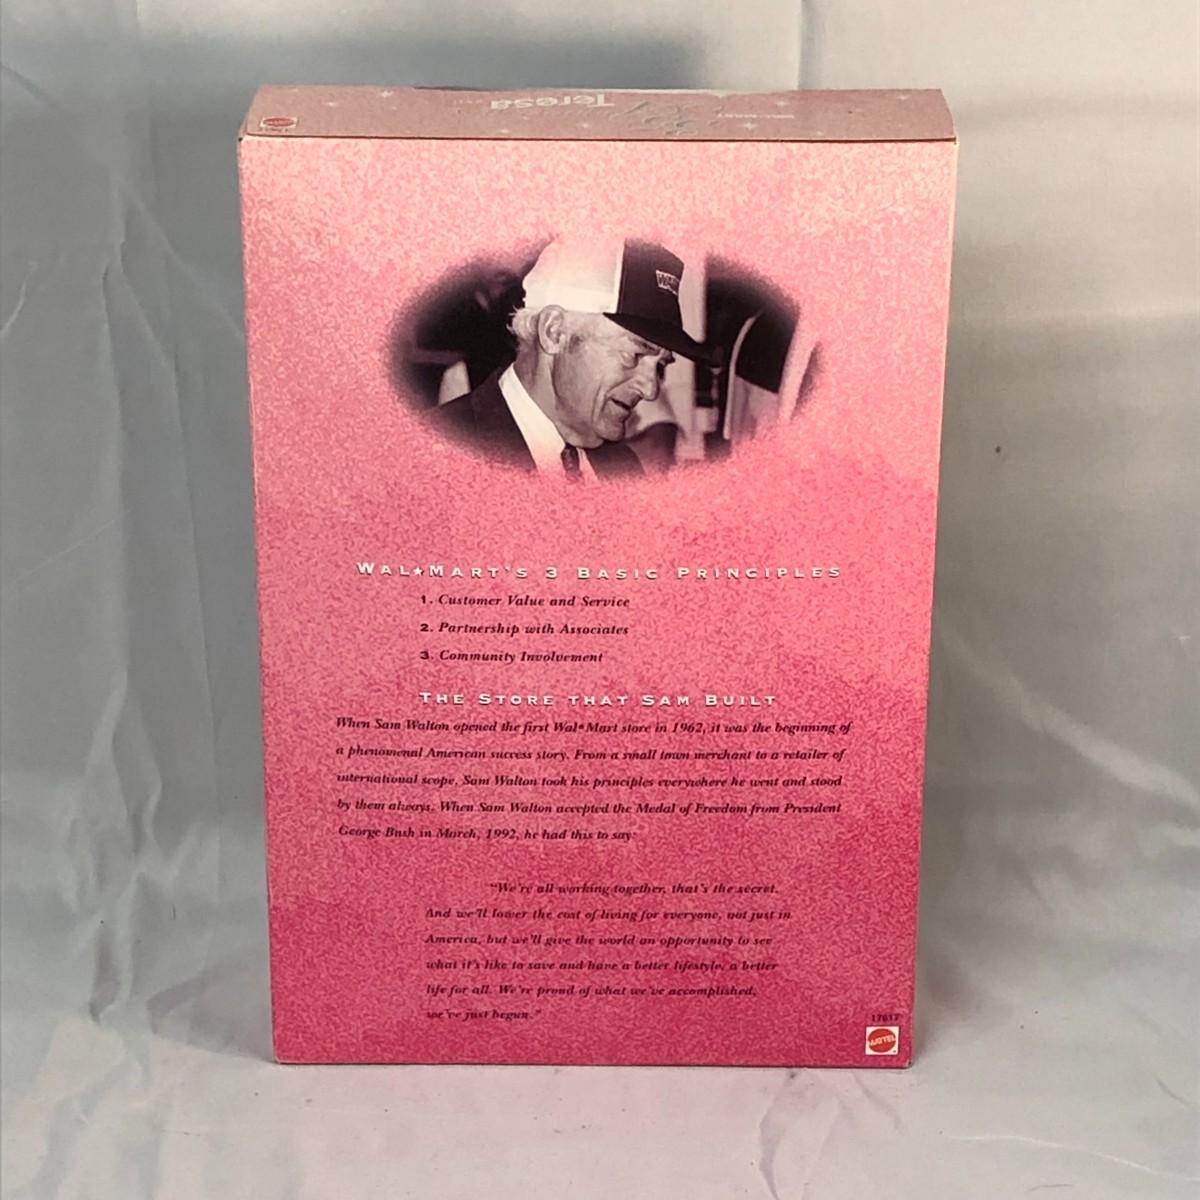 Teresa
WAL-MART
MATTEL
WAL★MART'S 3 BASIC PRINCIPLES
1. Customer Value and Service
2. Partnership with Associates
3. Community Involvement
THE STORE THAT SAM BUILT
When Sam Walton opened the first Wal★Mart store in 1962, it was the beginning of
a phenomenal American success story. From a small town merchant to a retailer of
international scope, Sam Walton took his principles everywhere he went and stood
by them always. When Sam Walton accepted the Medal of Freedom from President
George Bush in March, 1992, he had this to say:
"We're all working together, that's the secret.
And we'll lower the cost of living for everyone, not just in
America, but we'll give the world an opportunity to see
what it's like to save and have a better lifestyle, a better
life for all. We're proud of what we've accomplished,
we've just begun."
17617
MATTEL